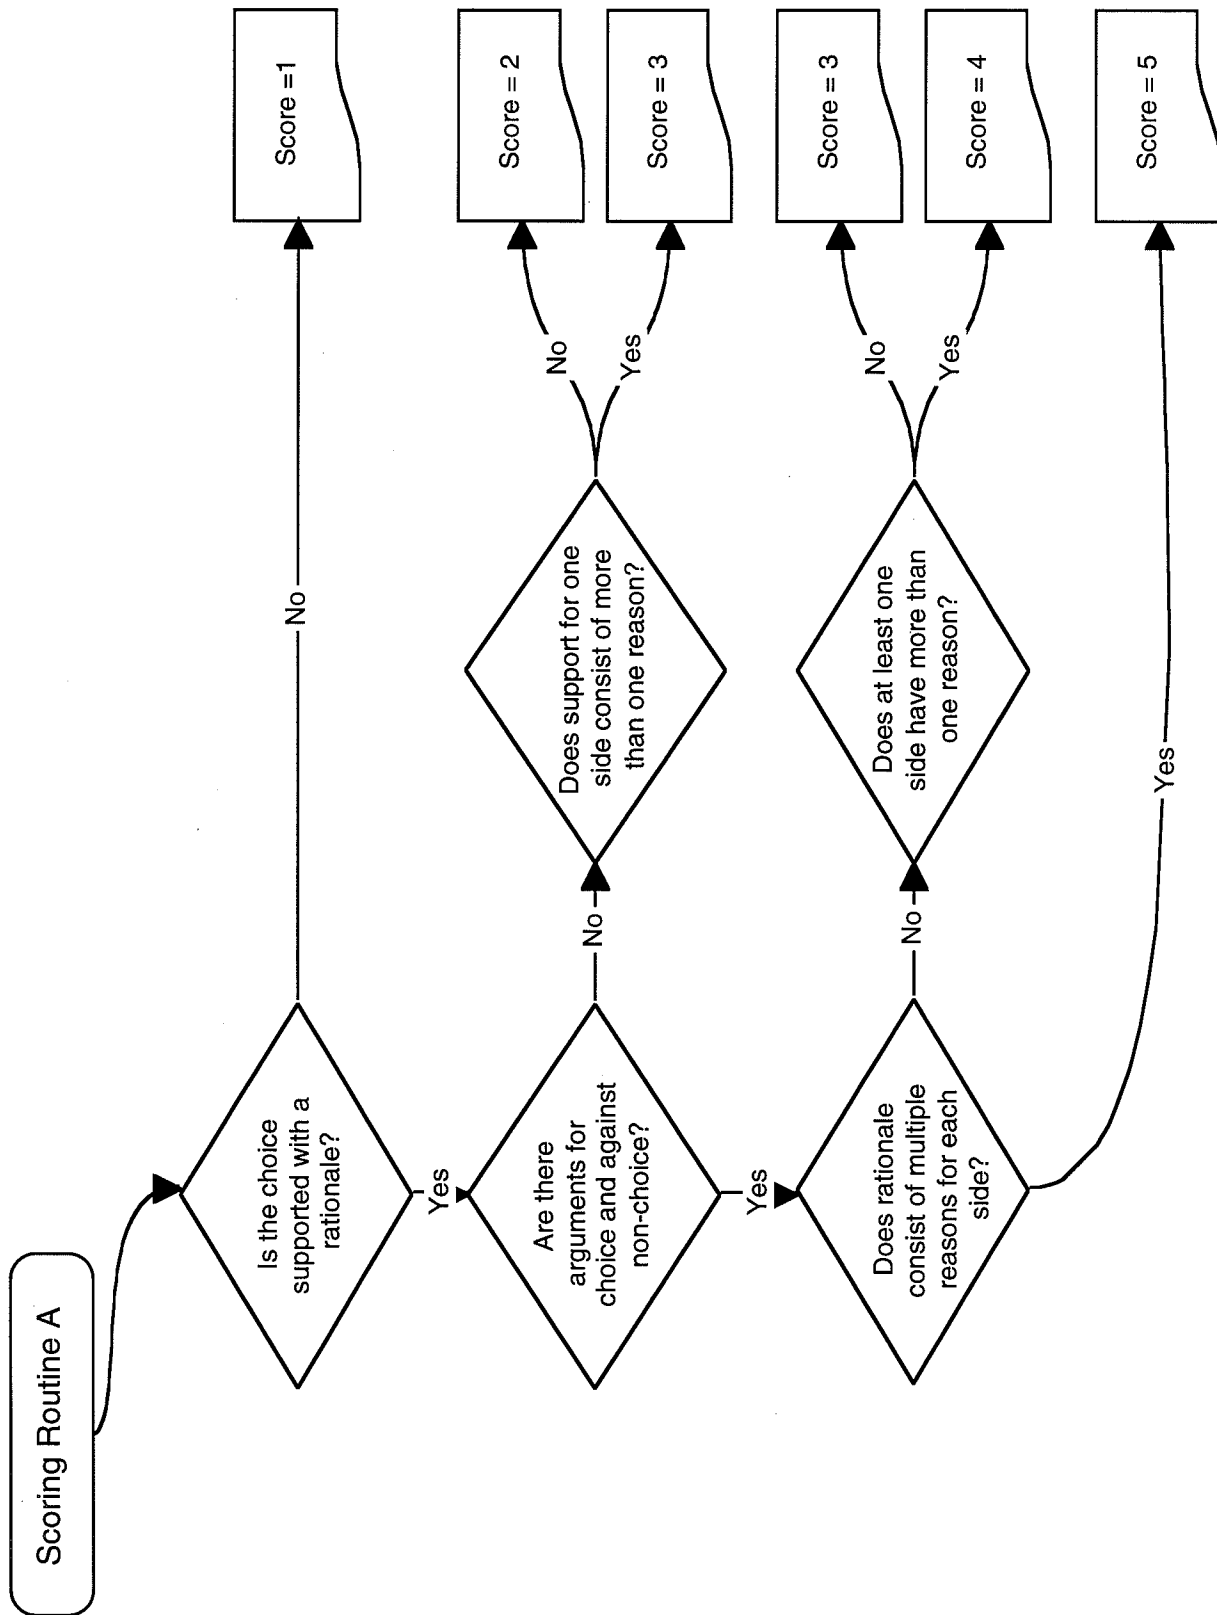 Scoring Routine A
Is the choice
supported with a
rationale?
No
Score =1
Yes
Are there
arguments for
choice and against
non-choice?
No
Does support for one
side consist of more
than one reason?
No
Score = 2
Yes
Score = 3
Yes
Does rationale
consist of multiple
reasons for each
side?
No
Does at least one
side have more than
one reason?
No
Score = 3
Yes
Score = 4
Yes
Score = 5